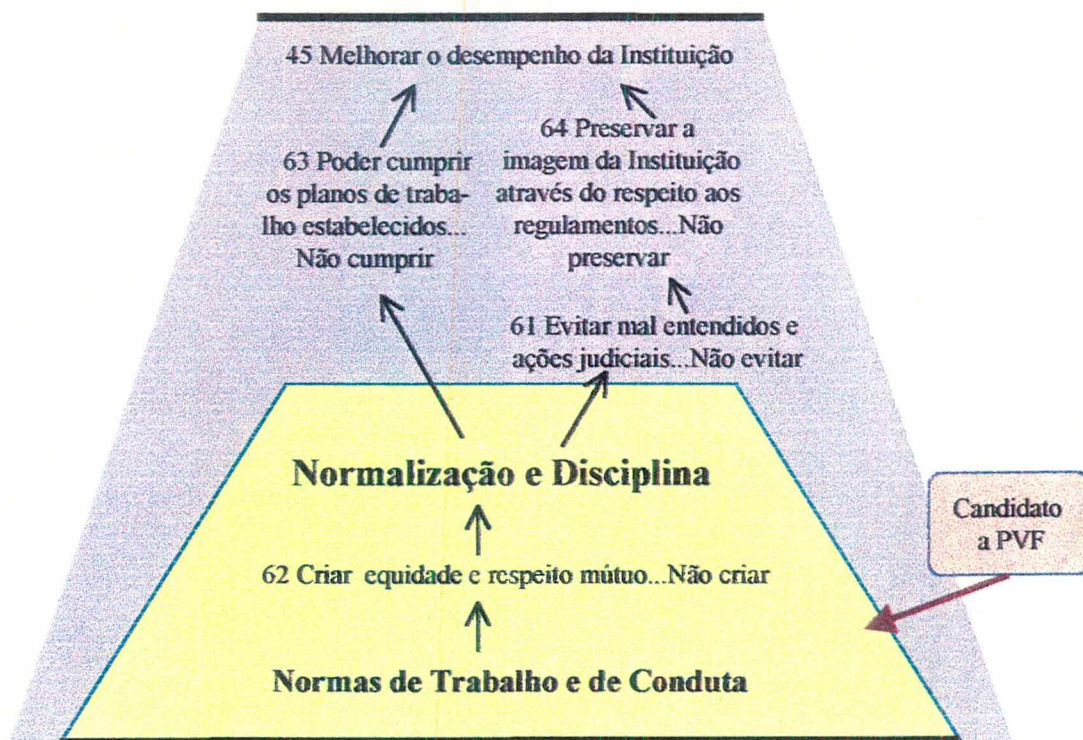 45 Melhorar o desempenho da Instituição
63 Poder cumprir
os planos de traba-
lho estabelecidos...
Não cumprir
64 Preservar a
imagem da Instituição
através do respeito aos
regulamentos...Não
preservar
61 Evitar mal entendidos e
ações judiciais...Não evitar
Normalização e Disciplina
62 Criar equidade e respeito mútuo...Não criar
Normas de Trabalho e de Conduta
Candidato
a PVF